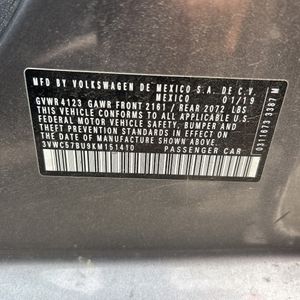 MFD BY VOLKSWAGEN DE MEXICO S.A. DE C.V.
MEXICO 01/19
GVWR 4123 GAWR FRONT 2161 / REAR 2072 LBS
THIS VEHICLE CONFORMS TO ALL APPLICABLE U.S.
FEDERAL MOTOR VEHICLE SAFETY, BUMPER AND
THEFT PREVENTION STANDARDS IN EFFECT ON
THE DATE OF MANUFACTURE SHOWN ABOVE.
3VWC57BU9KM151410
PASSENGER CAR
0311673 3387 M